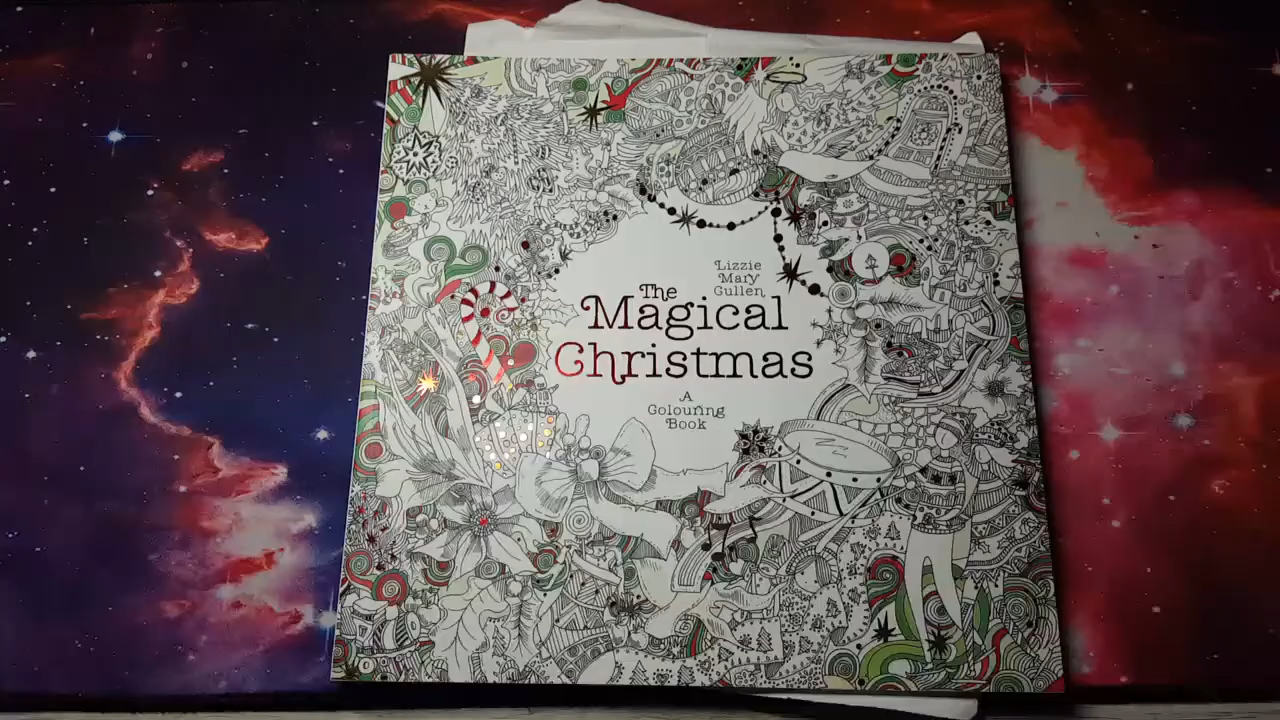 Lizzie
Mary
Cullen
The
Magical
Christmas
A
Colouring
Book